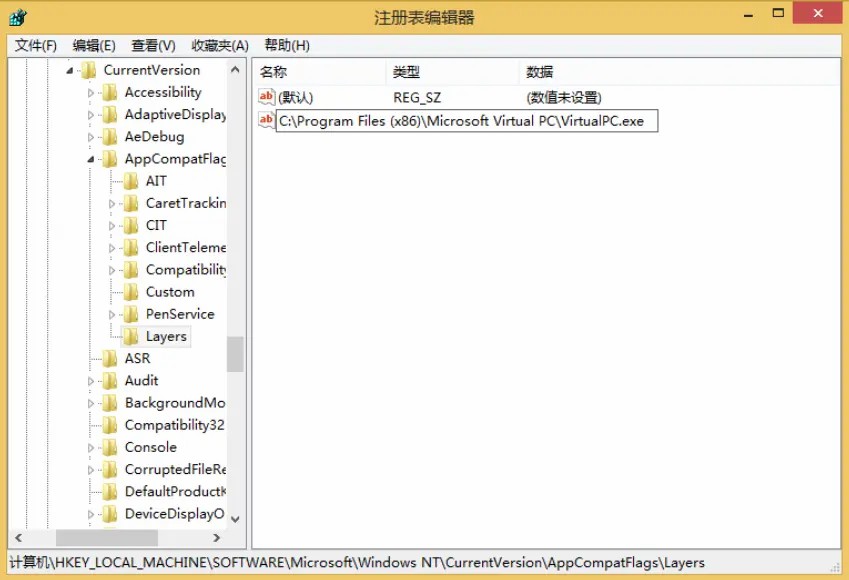 注册表编辑器
文件(F) 编辑(E) 查看(V) 收藏夹(A) 帮助(H)
CurrentVersion
Accessibility
AdaptiveDisplay
AeDebug
AppCompatFlag
AIT
CaretTrackin
CIT
ClientTeleme
Compatibility
Custom
PenService
Layers
ASR
Audit
BackgroundMo
Compatibility32
Console
CorruptedFileRe
DefaultProductK
DeviceDisplayO
名称 类型 数据
ab (默认) REG_SZ (数值未设置)
ab C:\Program Files (x86)\Microsoft Virtual PC\VirtualPC.exe
计算机\HKEY_LOCAL_MACHINE\SOFTWARE\Microsoft\Windows NT\CurrentVersion\AppCompatFlags\Layers